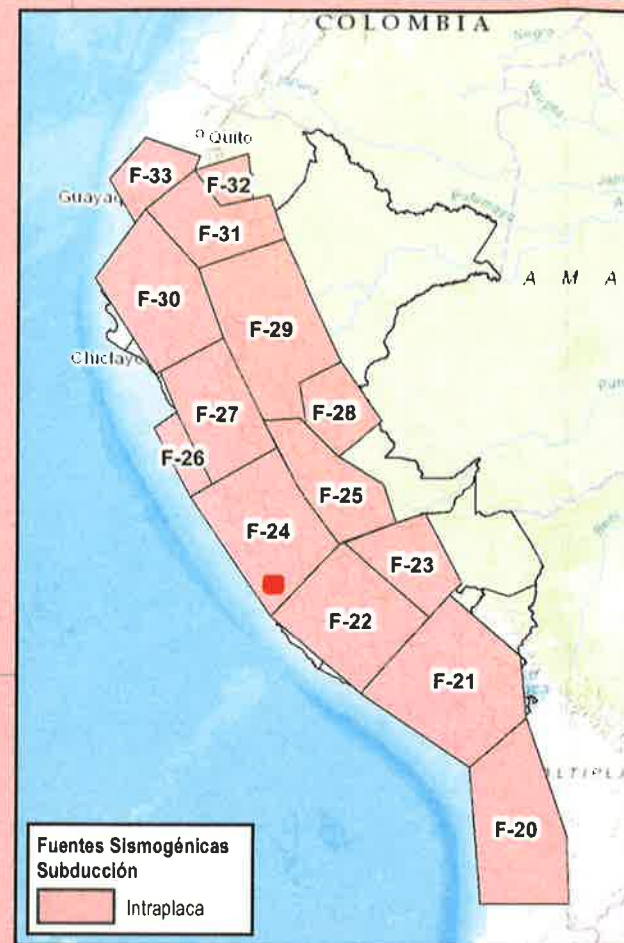 COLOMBIA
Quito
F-33
F-32
Guayaq
F-31
A M A
F-30
F-29
Chiclayo
F-28
F-27
F-26
F-25
F-24
F-23
F-22
F-21
LTIPLA
F-20
Fuentes Sismogénicas
Subducción
Intraplaca